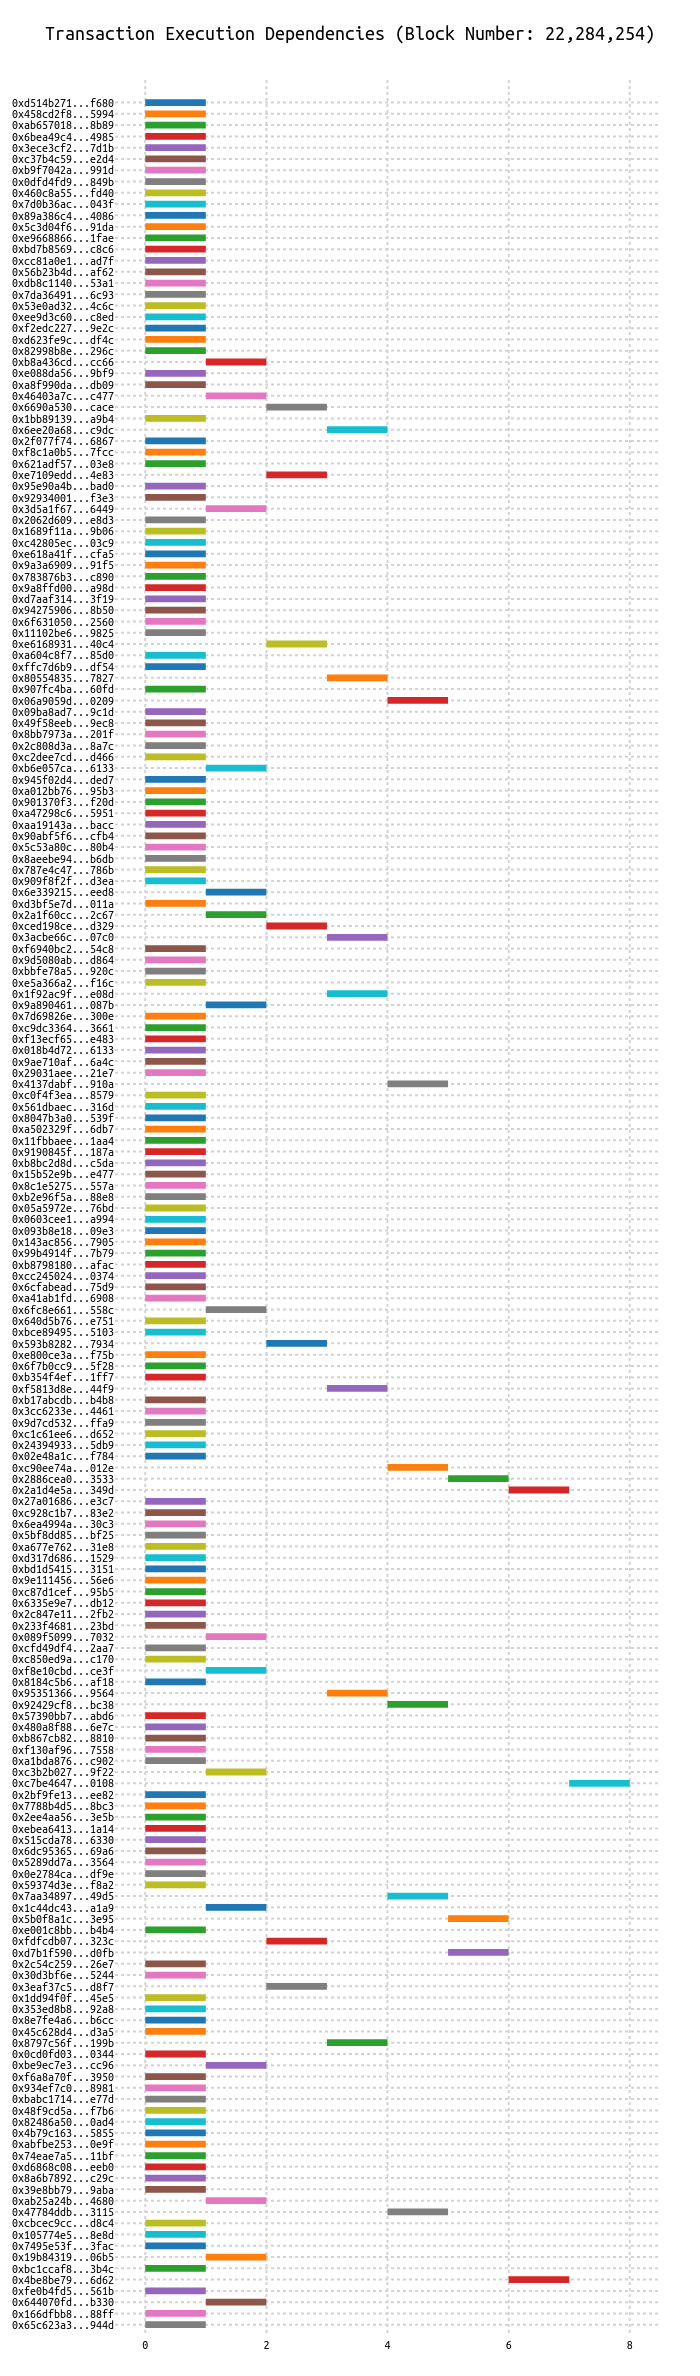 Transaction Execution Dependencies (Block Number: 22,284,254)
0xd514b271...f680
0x458cd2f8...5994
0xab657018...8b89
0x6bea49c4...4985
0x3ece3cf2...7d1b
0xc37b4c59...e2d4
0xb9f7042a...991d
0x0dfd4fd9...849b
0x460c8a55...fd40
0x7d0b36ac...043f
0x89a386c4...4086
0x5c3d04f6...91da
0xe9668866...1fae
0xbd7b8569...c8c6
0xcc81a0e1...ad7f
0x56b23b4d...af62
0xdb8c1140...53a1
0x7da36491...6c93
0x53e0ad32...4c6c
0xee9d3c60...c8ed
0xf2edc227...9e2c
0xd623fe9c...df4c
0x82998b8e...296c
0xb8a436cd...cc66
0xe088da56...9bf9
0xa8f990da...db09
0x46403a7c...c477
0x6690a530...cace
0x1bb89139...a9b4
0x6ee20a68...c9dc
0x2f077f74...6867
0xf8c1a0b5...7fcc
0x621adf57...03e8
0xe7109edd...4e83
0x95e90a4b...bad0
0x92934001...f3e3
0x3d5a1f67...6449
0x2062d609...e8d3
0x1689f11a...9b06
0xc42805ec...03c9
0xe618a41f...cfa5
0x9a3a6909...91f5
0x783876b3...c890
0x9a8ffd00...a98d
0xd7aaf314...3f19
0x94275906...8b50
0x6f631050...2560
0x11102be6...9825
0xe6168931...40c4
0xa604c8f7...85d0
0xffc7d6b9...df54
0x80554835...7827
0x907fc4ba...60fd
0x06a9059d...0209
0x09ba8ad7...9c1d
0x49f58eeb...9ec8
0x8bb7973a...201f
0x2c808d3a...8a7c
0xc2dee7cd...d466
0xb6e057ca...6133
0x945f02d4...ded7
0xa012bb76...95b3
0x901370f3...f20d
0xa47298c6...5951
0xaa19143a...bacc
0x90abf5f6...cfb4
0x5c53a80c...80b4
0x8aeebe94...b6db
0x787e4c47...786b
0x909f8f2f...d3ea
0x6e339215...eed8
0xd3bf5e7d...011a
0x2a1f60cc...2c67
0xced198ce...d329
0x3acbe66c...07c0
0xf6940bc2...54c8
0x9d5080ab...d864
0xbbfe78a5...920c
0xe5a366a2...f16c
0x1f92ac9f...e08d
0x9a890461...087b
0x7d69826e...300e
0xc9dc3364...3661
0xf13ecf65...e483
0x018b4d72...6133
0x9ae710af...6a4c
0x29031aee...21e7
0x4137dabf...910a
0xc0f4f3ea...8579
0x561dbaec...316d
0x8047b3a0...539f
0xa502329f...6db7
0x11fbbaee...1aa4
0x9190845f...187a
0xb8bc2d8d...c5da
0x15b52e9b...e477
0x8c1e5275...557a
0xb2e96f5a...88e8
0x05a5972e...76bd
0x0603cee1...a994
0x093b8e18...09e3
0x143ac856...7905
0x99b4914f...7b79
0xb8798180...afac
0xcc245024...0374
0x6cfabead...75d9
0xa41ab1fd...6908
0x6fc8e661...558c
0x640d5b76...e751
0xbce89495...5103
0x593b8282...7934
0xe800ce3a...f75b
0x6f7b0cc9...5f28
0xb354f4ef...1ff7
0xf5813d8e...44f9
0xb17abcdb...b4b8
0x3cc6233e...4461
0x9d7cd532...ffa9
0xc1c61ee6...d652
0x24394933...5db9
0x02e48a1c...f784
0xc90ee74a...012e
0x2886cea0...3533
0x2a1d4e5a...349d
0x27a01686...e3c7
0xc928c1b7...83e2
0x6ea4994a...30c3
0x5bf8dd85...bf25
0xa677e762...31e8
0xd317d686...1529
0xbd1d5415...3151
0x9e111456...56e6
0xc87d1cef...95b5
0x6335e9e7...db12
0x2c847e11...2fb2
0x233f4681...23bd
0x089f5099...7032
0xcfd49df4...2aa7
0xc850ed9a...c170
0xf8e10cbd...ce3f
0x8184c5b6...af18
0x95351366...9564
0x92429cf8...bc38
0x57390bb7...abd6
0x480a8f88...6e7c
0xb867cb82...8810
0xf130af96...7558
0xa1bda876...c902
0xc3b2b027...9f22
0xc7be4647...0108
0x2bf9fe13...ee82
0x7788b4d5...8bc3
0x2ee4aa56...3e5b
0xebea6413...1a14
0x515cda78...6330
0x6dc95365...69a6
0x5289dd7a...3564
0x0e2784ca...df9e
0x59374d3e...f8a2
0x7aa34897...49d5
0x1c44dc43...a1a9
0x5b0f8a1c...3e95
0xe001c8bb...b4b4
0xfdfcdb07...323c
0xd7b1f590...d0fb
0x2c54c259...26e7
0x30d3bf6e...5244
0x3eaf37c5...d8f7
0x1dd94f0f...45e5
0x353ed8b8...92a8
0x8e7fe4a6...b6cc
0x45c628d4...d3a5
0x8797c56f...199b
0x0cd0fd03...0344
0xbe9ec7e3...cc96
0xf6a8a70f...3950
0x934ef7c0...8981
0xbabc1714...e77d
0x48f9cd5a...f7b6
0x82486a50...0ad4
0x4b79c163...5855
0xabfbe253...0e9f
0x74eae7a5...11bf
0xd6868c08...eeb0
0x8a6b7892...c29c
0x39e8bb79...9aba
0xab25a24b...4680
0x47784ddb...3115
0xcbcec9cc...d8c4
0x105774e5...8e8d
0x7495e53f...3fac
0x19b84319...06b5
0xbc1ccaf8...3b4c
0x4be8be79...6d62
0xfe0b4fd5...561b
0x644070fd...b330
0x166dfbb8...88ff
0x65c623a3...944d
0 2 4 6 8